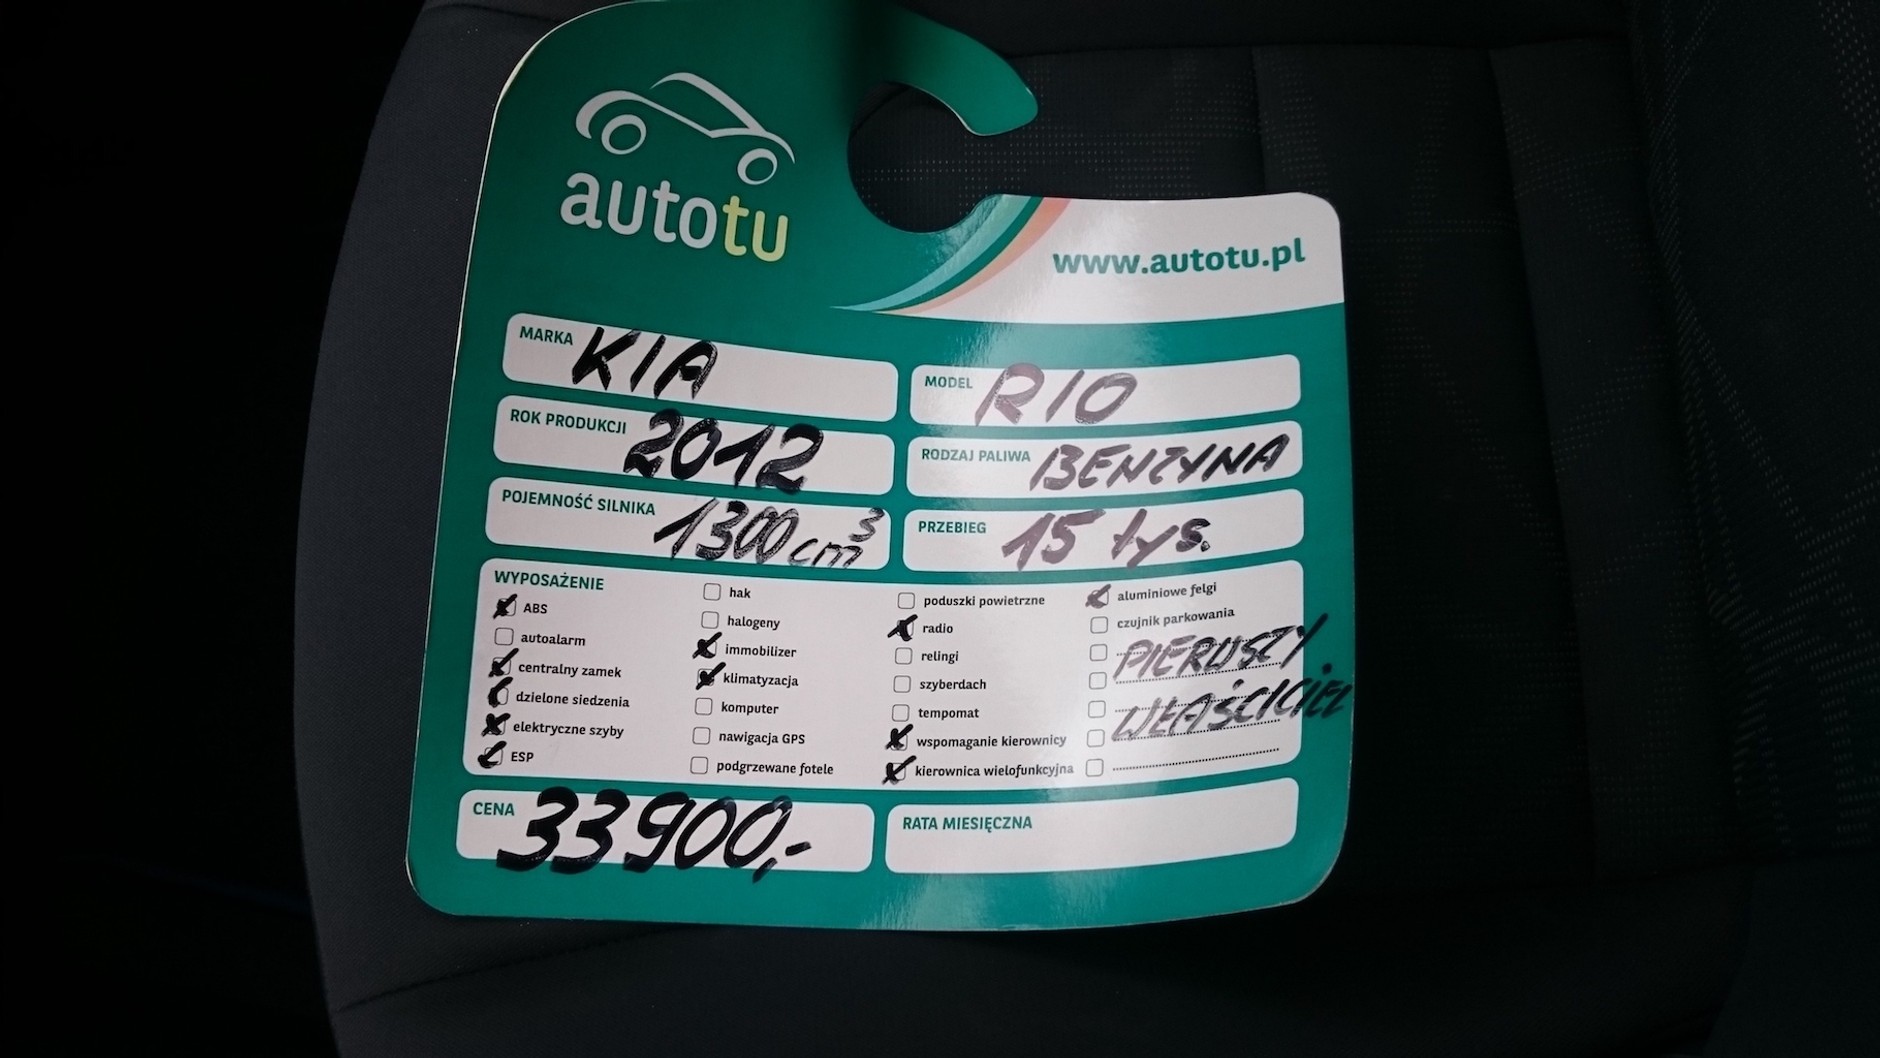 autotu
www.autotu.pl
MARKA KIA
MODEL RIO
ROK PRODUKCJI 2012
RODZAJ PALIWA BENZYNA
POJEMNOŚĆ SILNIKA 1300 cm³
PRZEBIEG 15 tys.
WYPOSAŻENIE
ABS
autoalarm
centralny zamek
dzielone siedzenia
elektryczne szyby
ESP
hak
halogeny
immobilizer
klimatyzacja
komputer
nawigacja GPS
podgrzewane fotele
poduszki powietrzne
radio
relingi
szyberdach
tempomat
wspomaganie kierownicy
kierownica wielofunkcyjna
aluminiowe felgi
czujnik parkowania
PIERWSZY
WŁAŚCICIEL
CENA 33900,-
RATA MIESIĘCZNA